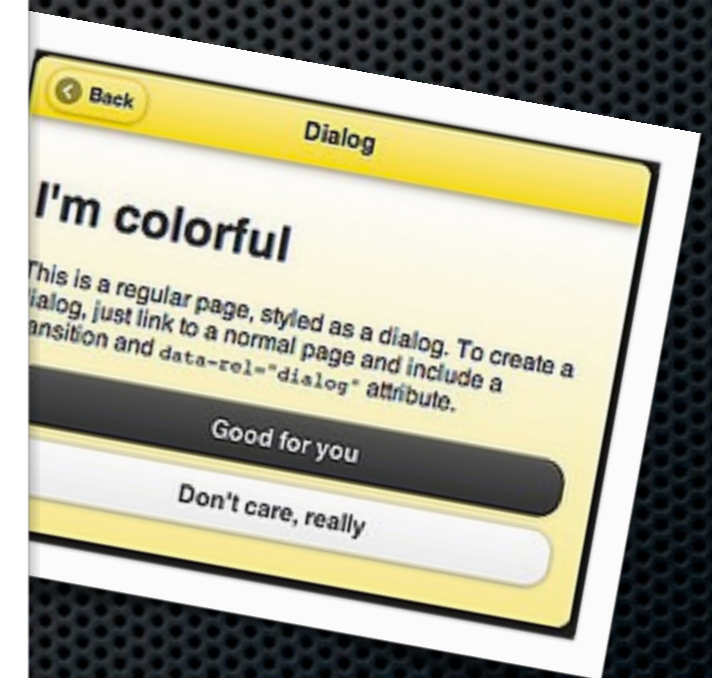 Back
Dialog
I'm colorful
This is a regular page, styled as a dialog. To create a
ialog, just link to a normal page and include a
ansition and data-rel="dialog" attribute.
Good for you
Don't care, really